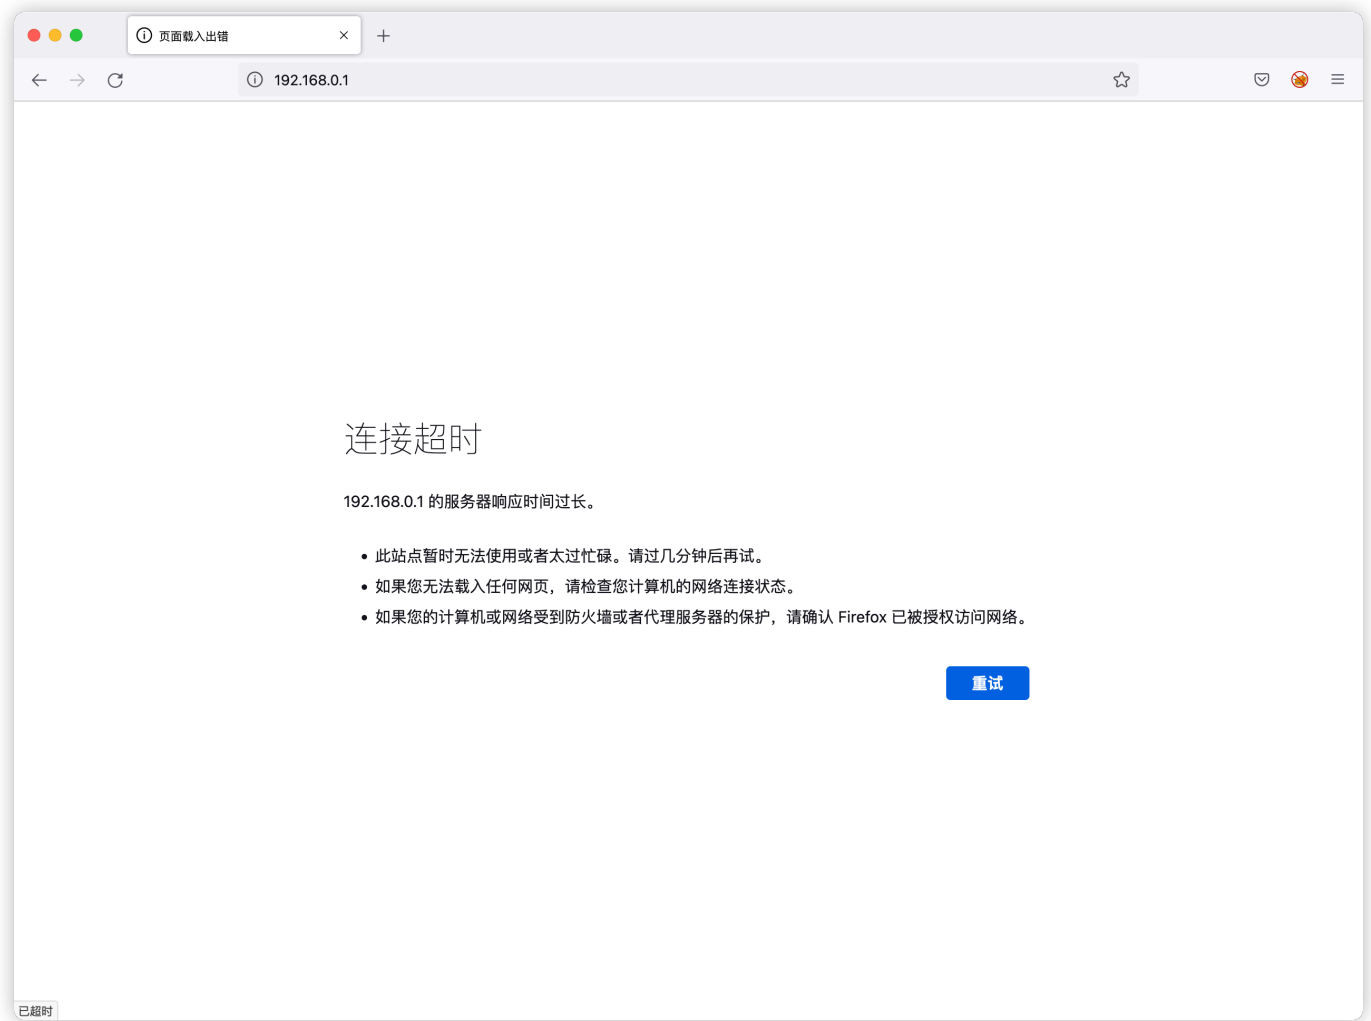 页面载入出错
192.168.0.1
连接超时
192.168.0.1 的服务器响应时间过长。
此站点暂时无法使用或者太过忙碌。请过几分钟后再试。
如果您无法载入任何网页，请检查您计算机的网络连接状态。
如果您的计算机或网络受到防火墙或者代理服务器的保护，请确认 Firefox 已被授权访问网络。
重试
已超时